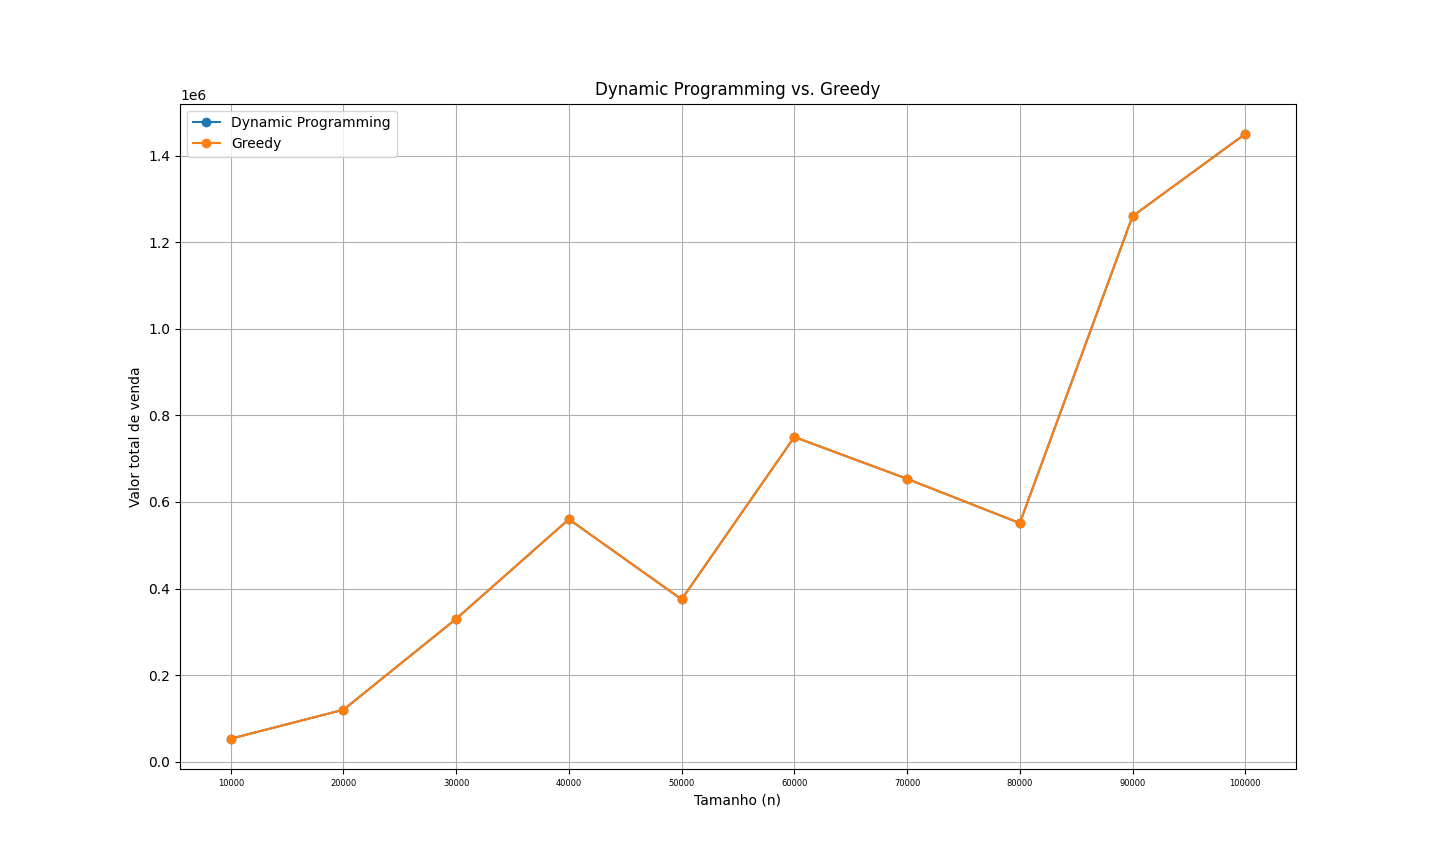 Dynamic Programming vs. Greedy
1e6
Dynamic Programming
Greedy
1.4
1.2
1.0
0.8
0.6
0.4
0.2
0.0
Valor total de venda
10000 20000 30000 40000 50000 60000 70000 80000 90000 100000
Tamanho (n)